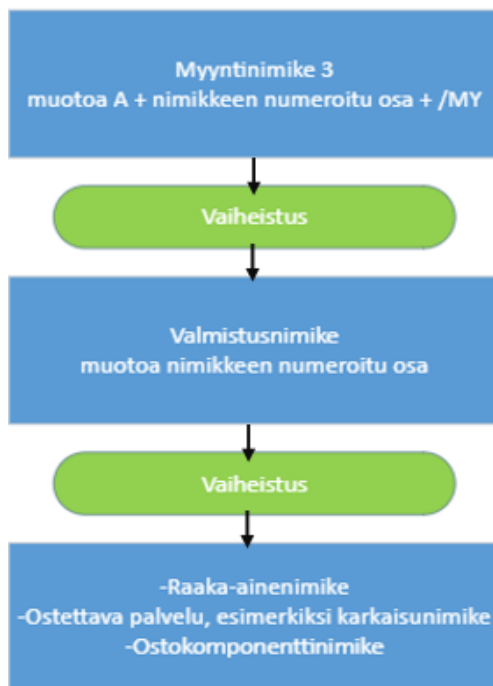 Myyntinimike 3
muotoa A + nimikkeen numeroitu osa + /MY
Vaiheistus
Valmistusnimike
muotoa nimikkeen numeroitu osa
Vaiheistus
-Raaka-ainenimike
-Ostettava palvelu, esimerkiksi karkaisunimike
-Ostokomponenttinimike